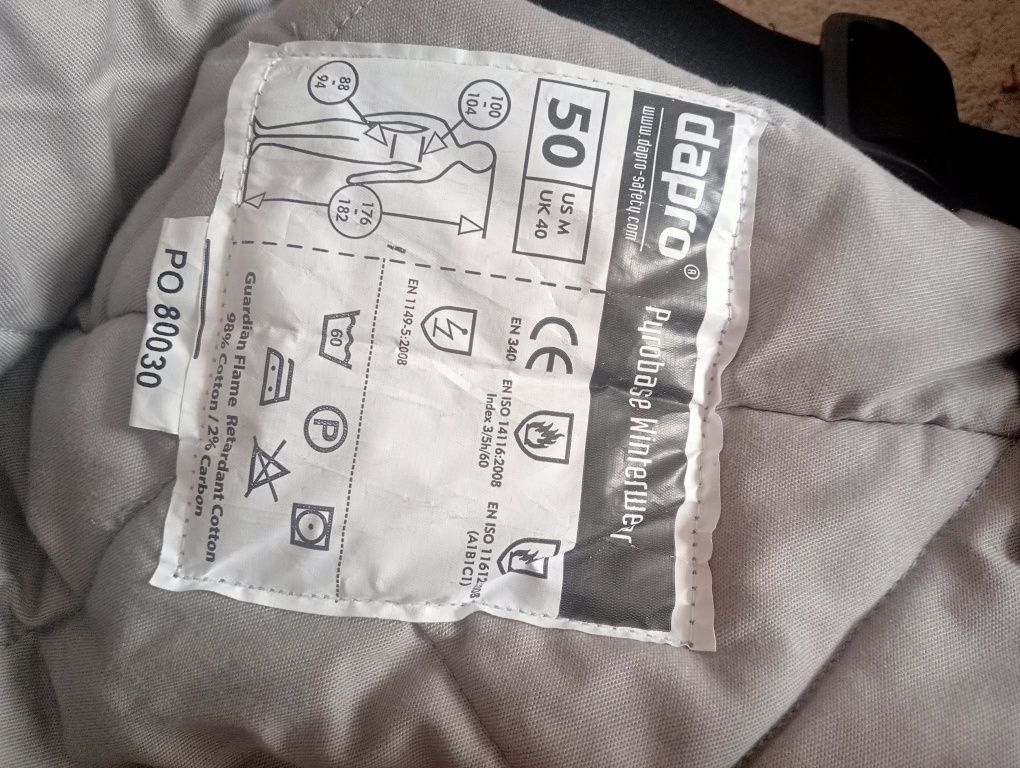 dapro®
www.dapro-safety.com
Pyrobase Winterwear
50
US M
UK 40
100
-
104
88
-
94
176
-
182
CE
EN 340
EN ISO 14116:2008
Index 3/5h/60
EN ISO 11612:2008
(A1B1C1)
EN 1149-5:2008
60
P
Guardian Flame Retardant Cotton
98% Cotton / 2% Carbon
PO 80030